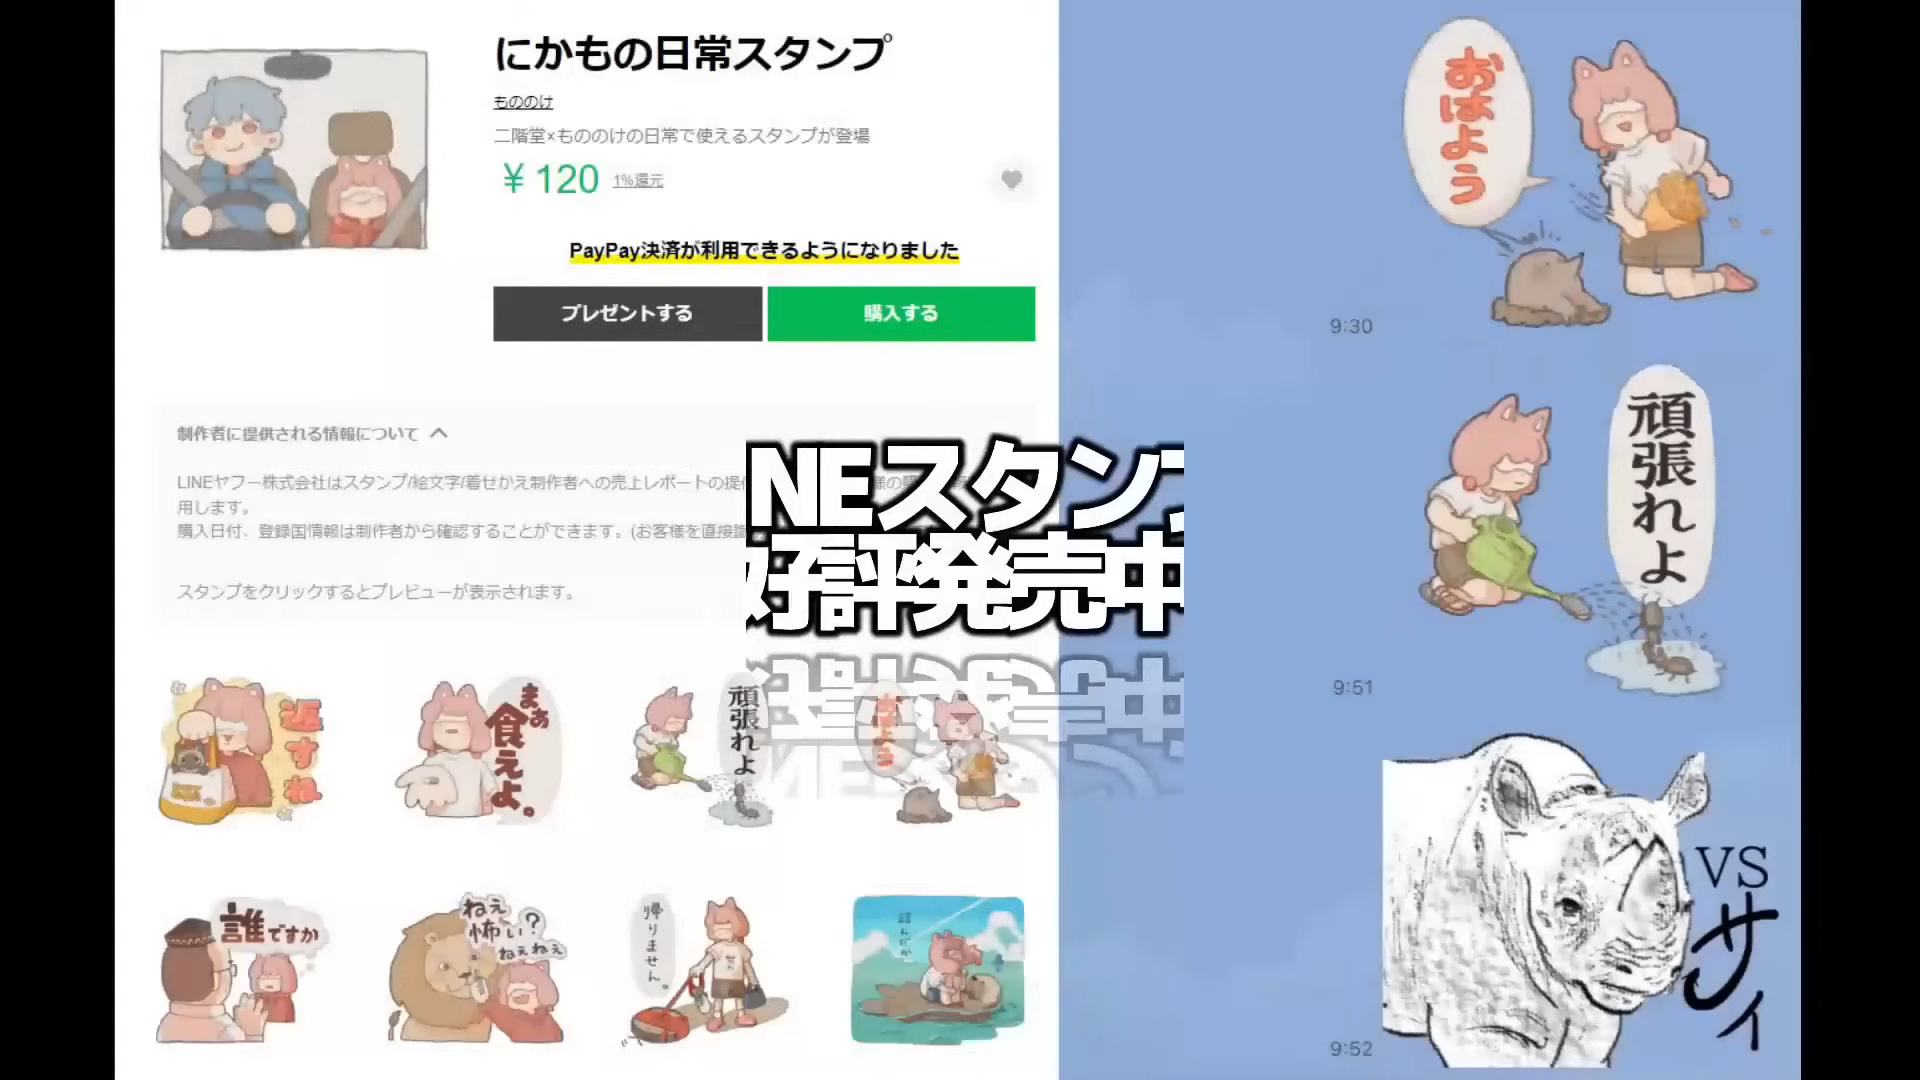 にかもの日常スタンプ
もののけ
二階堂×もののけの日常で使えるスタンプが登場
¥120 1%還元
PayPay決済が利用できるようになりました
プレゼントする
購入する
制作者に提供される情報について
LINEヤフー株式会社はスタンプ/絵文字/着せかえ制作者への売上レポートの提
用します。
購入日付、登録国情報は制作者から確認することができます。(お客様を直接
スタンプをクリックするとプレビューが表示されます。
NEスタンプ
好評発売中
返すね
まあ
食えよ。
頑張れよ
おはよう
誰ですか
ねえ
怖い?
ねぇねぇ
帰りません。
おはよう
9:30
頑張れよ
9:51
VS
サイ
9:52